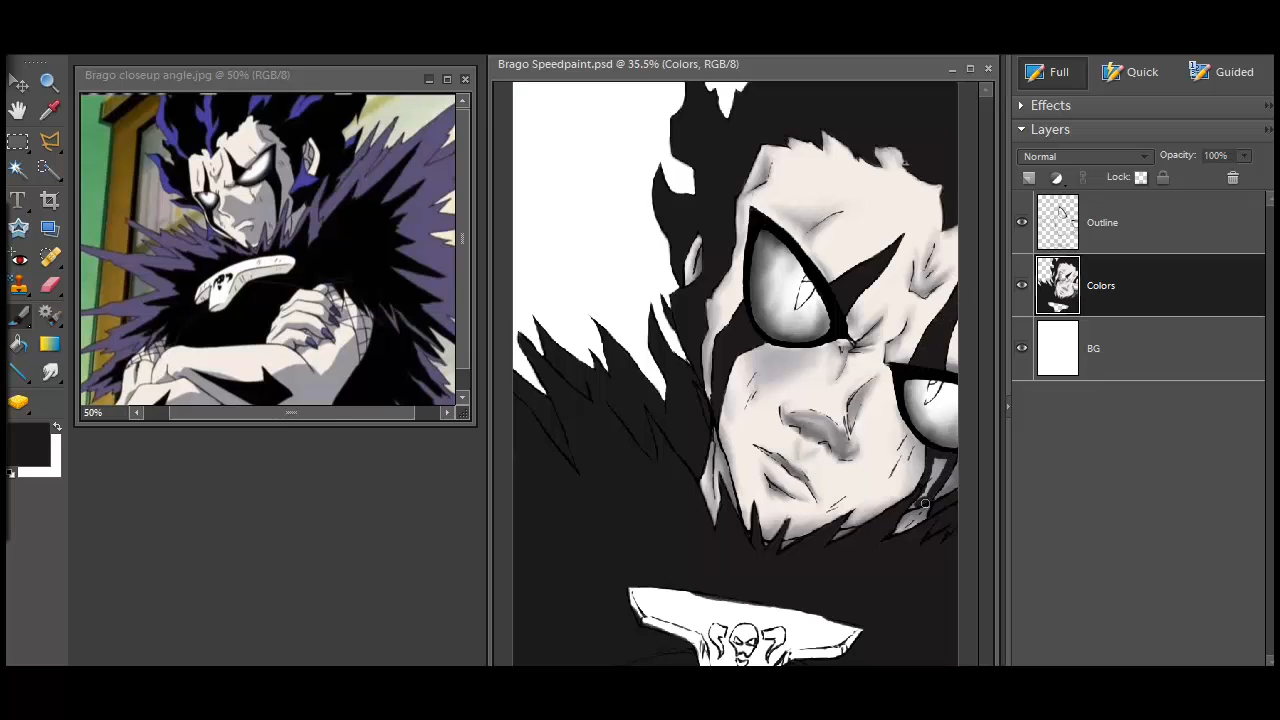 Brago closeup angle.jpg @ 50% (RGB/8)
50%
Brago Speedpaint.psd @ 35.5% (Colors, RGB/8)
Full
Quick
Guided
Effects
Layers
Normal
Opacity: 100%
Lock:
Outline
Colors
BG